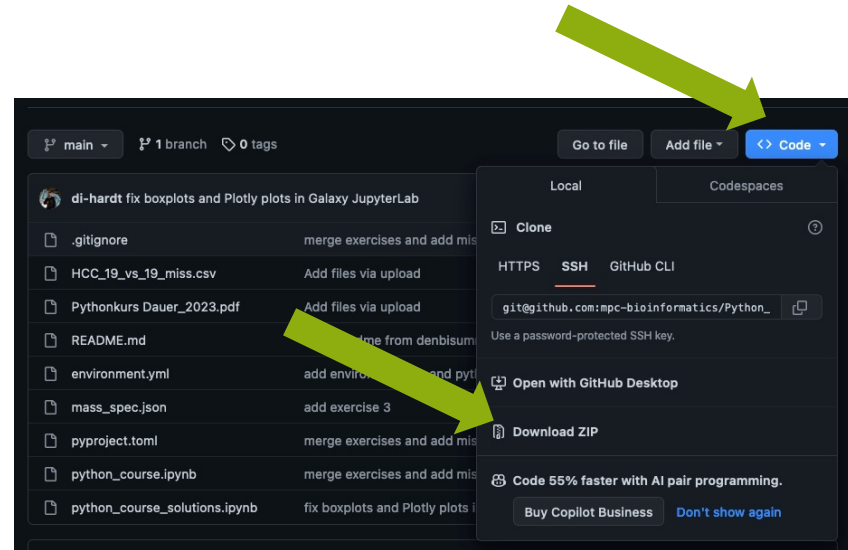 main 1 branch 0 tags Go to file Add file <> Code
di-hardt fix boxplots and Plotly plots in Galaxy JupyterLab
Local Codespaces
Clone
HTTPS SSH GitHub CLI
git@github.com:mpc-bioinformatics/Python_
Use a password-protected SSH key.
Open with GitHub Desktop
Download ZIP
Code 55% faster with AI pair programming.
Buy Copilot Business Don't show again
.gitignore merge exercises and add mis
HCC_19_vs_19_miss.csv Add files via upload
Pythonkurs Dauer_2023.pdf Add files via upload
README.md me from denbisum
environment.yml add enviro and pyt
mass_spec.json add exercise 3
pyproject.toml merge exercises and add mis
python_course.ipynb merge exercises and add mis
python_course_solutions.ipynb fix boxplots and Plotly plots i